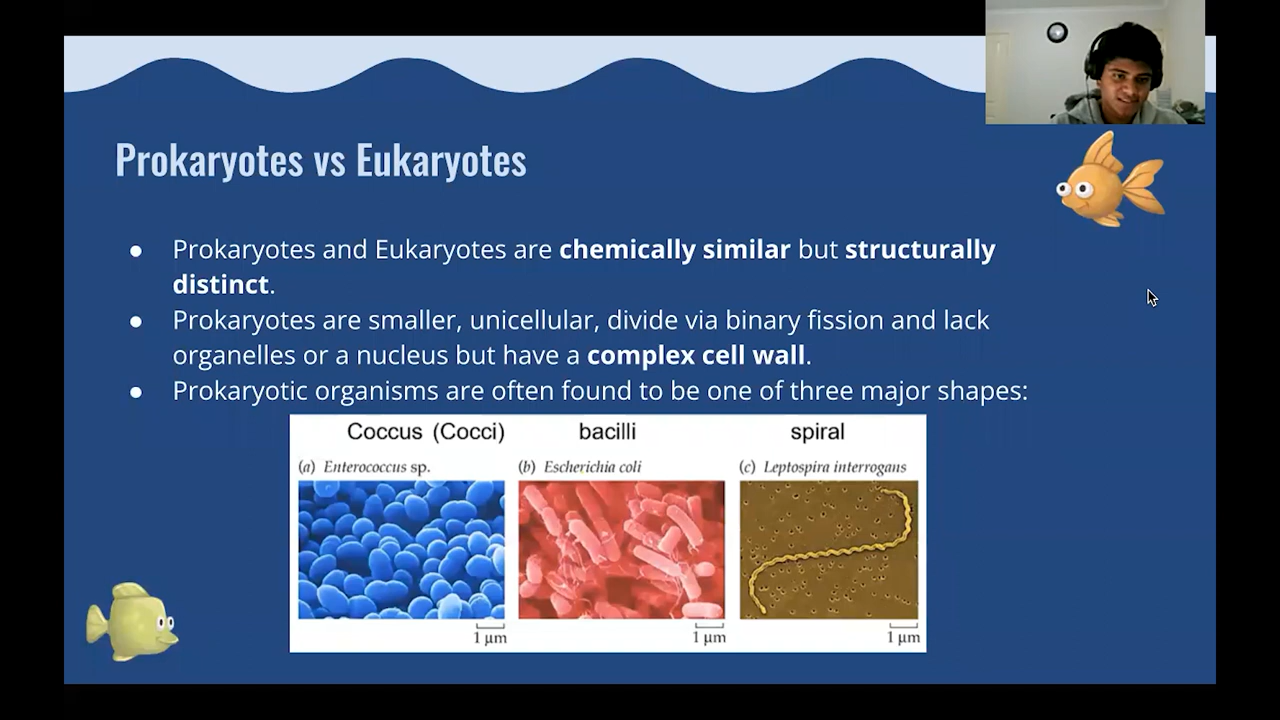 Prokaryotes vs Eukaryotes
● Prokaryotes and Eukaryotes are chemically similar but structurally
distinct.
● Prokaryotes are smaller, unicellular, divide via binary fission and lack
organelles or a nucleus but have a complex cell wall.
● Prokaryotic organisms are often found to be one of three major shapes:
Coccus (Cocci) bacilli spiral
(a) Enterococcus sp. (b) Escherichia coli (c) Leptospira interrogans
1 µm 1 µm 1 µm